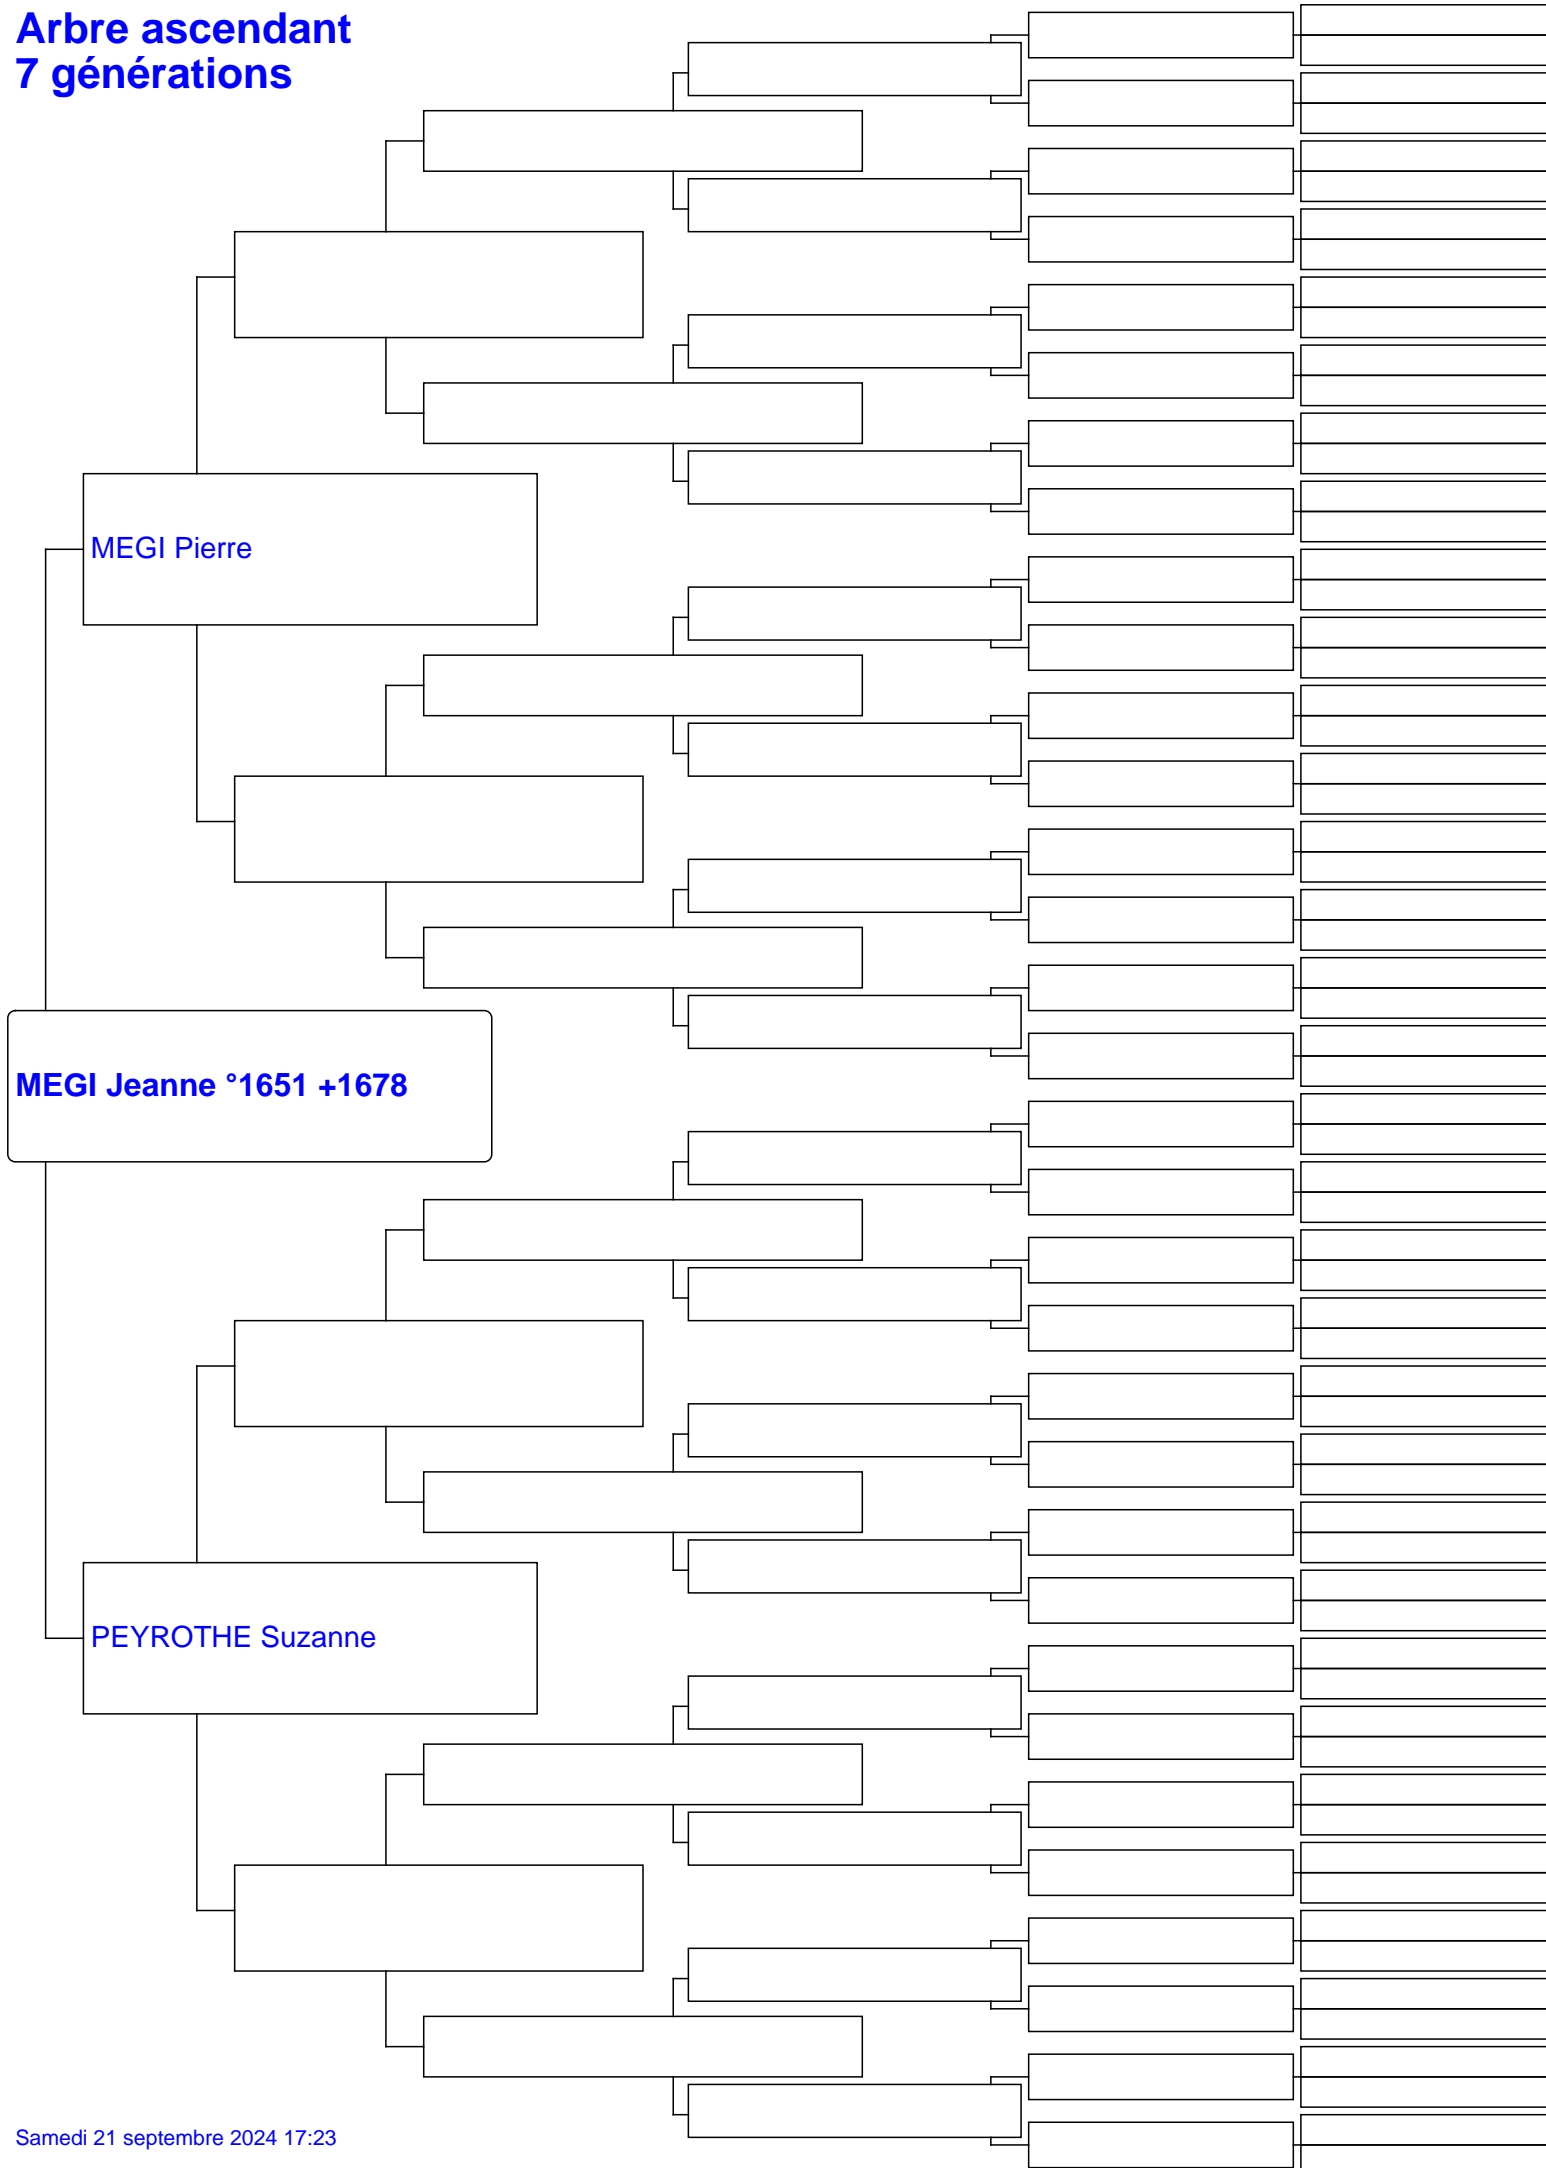 Arbre ascendant
7 générations
MEGI Pierre
MEGI Jeanne °1651 +1678
PEYROTHE Suzanne
Samedi 21 septembre 2024 17:23